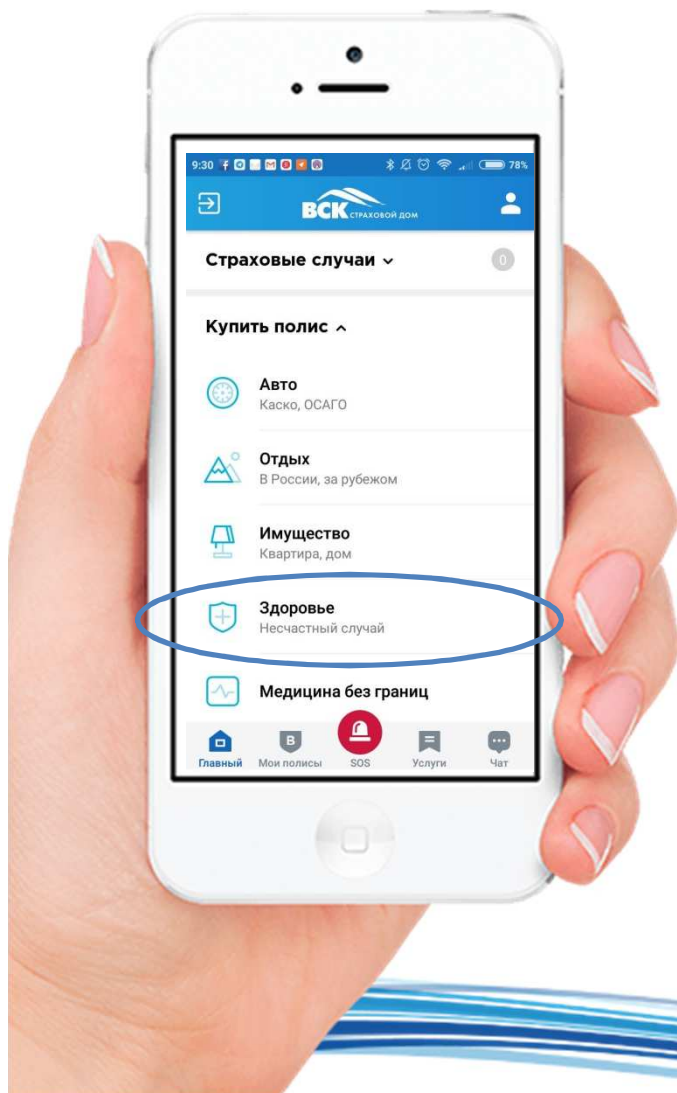 9:30
78%
ВСК СТРАХОВОЙ ДОМ
Страховые случаи
0
Купить полис
Авто
Каско, ОСАГО
Отдых
В России, за рубежом
Имущество
Квартира, дом
Здоровье
Несчастный случай
Медицина без границ
Главный
В
Мои полисы
SOS
Услуги
Чат